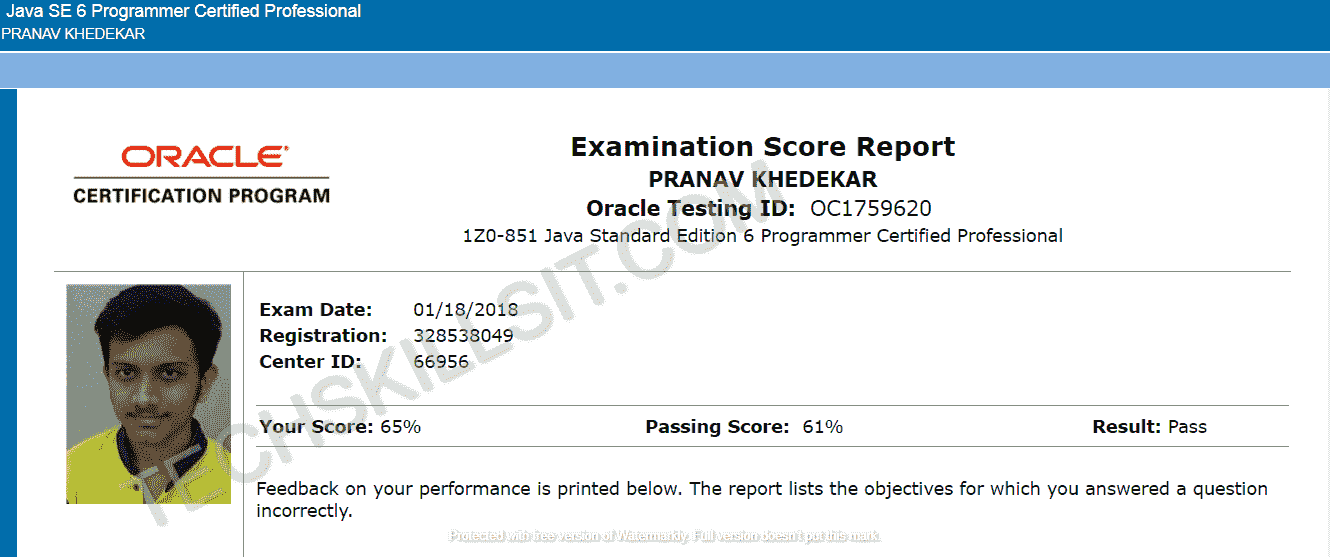 Java SE 6 Programmer Certified Professional
PRANAV KHEDEKAR
ORACLE®
CERTIFICATION PROGRAM
Examination Score Report
PRANAV KHEDEKAR
Oracle Testing ID: OC1759620
1Z0-851 Java Standard Edition 6 Programmer Certified Professional
Exam Date: 01/18/2018
Registration: 328538049
Center ID: 66956
Your Score: 65% Passing Score: 61% Result: Pass
Feedback on your performance is printed below. The report lists the objectives for which you answered a question
incorrectly.
TECHSKILLSIT.COM
Protected with free version of Watermarkly. Full version doesn't put this mark.